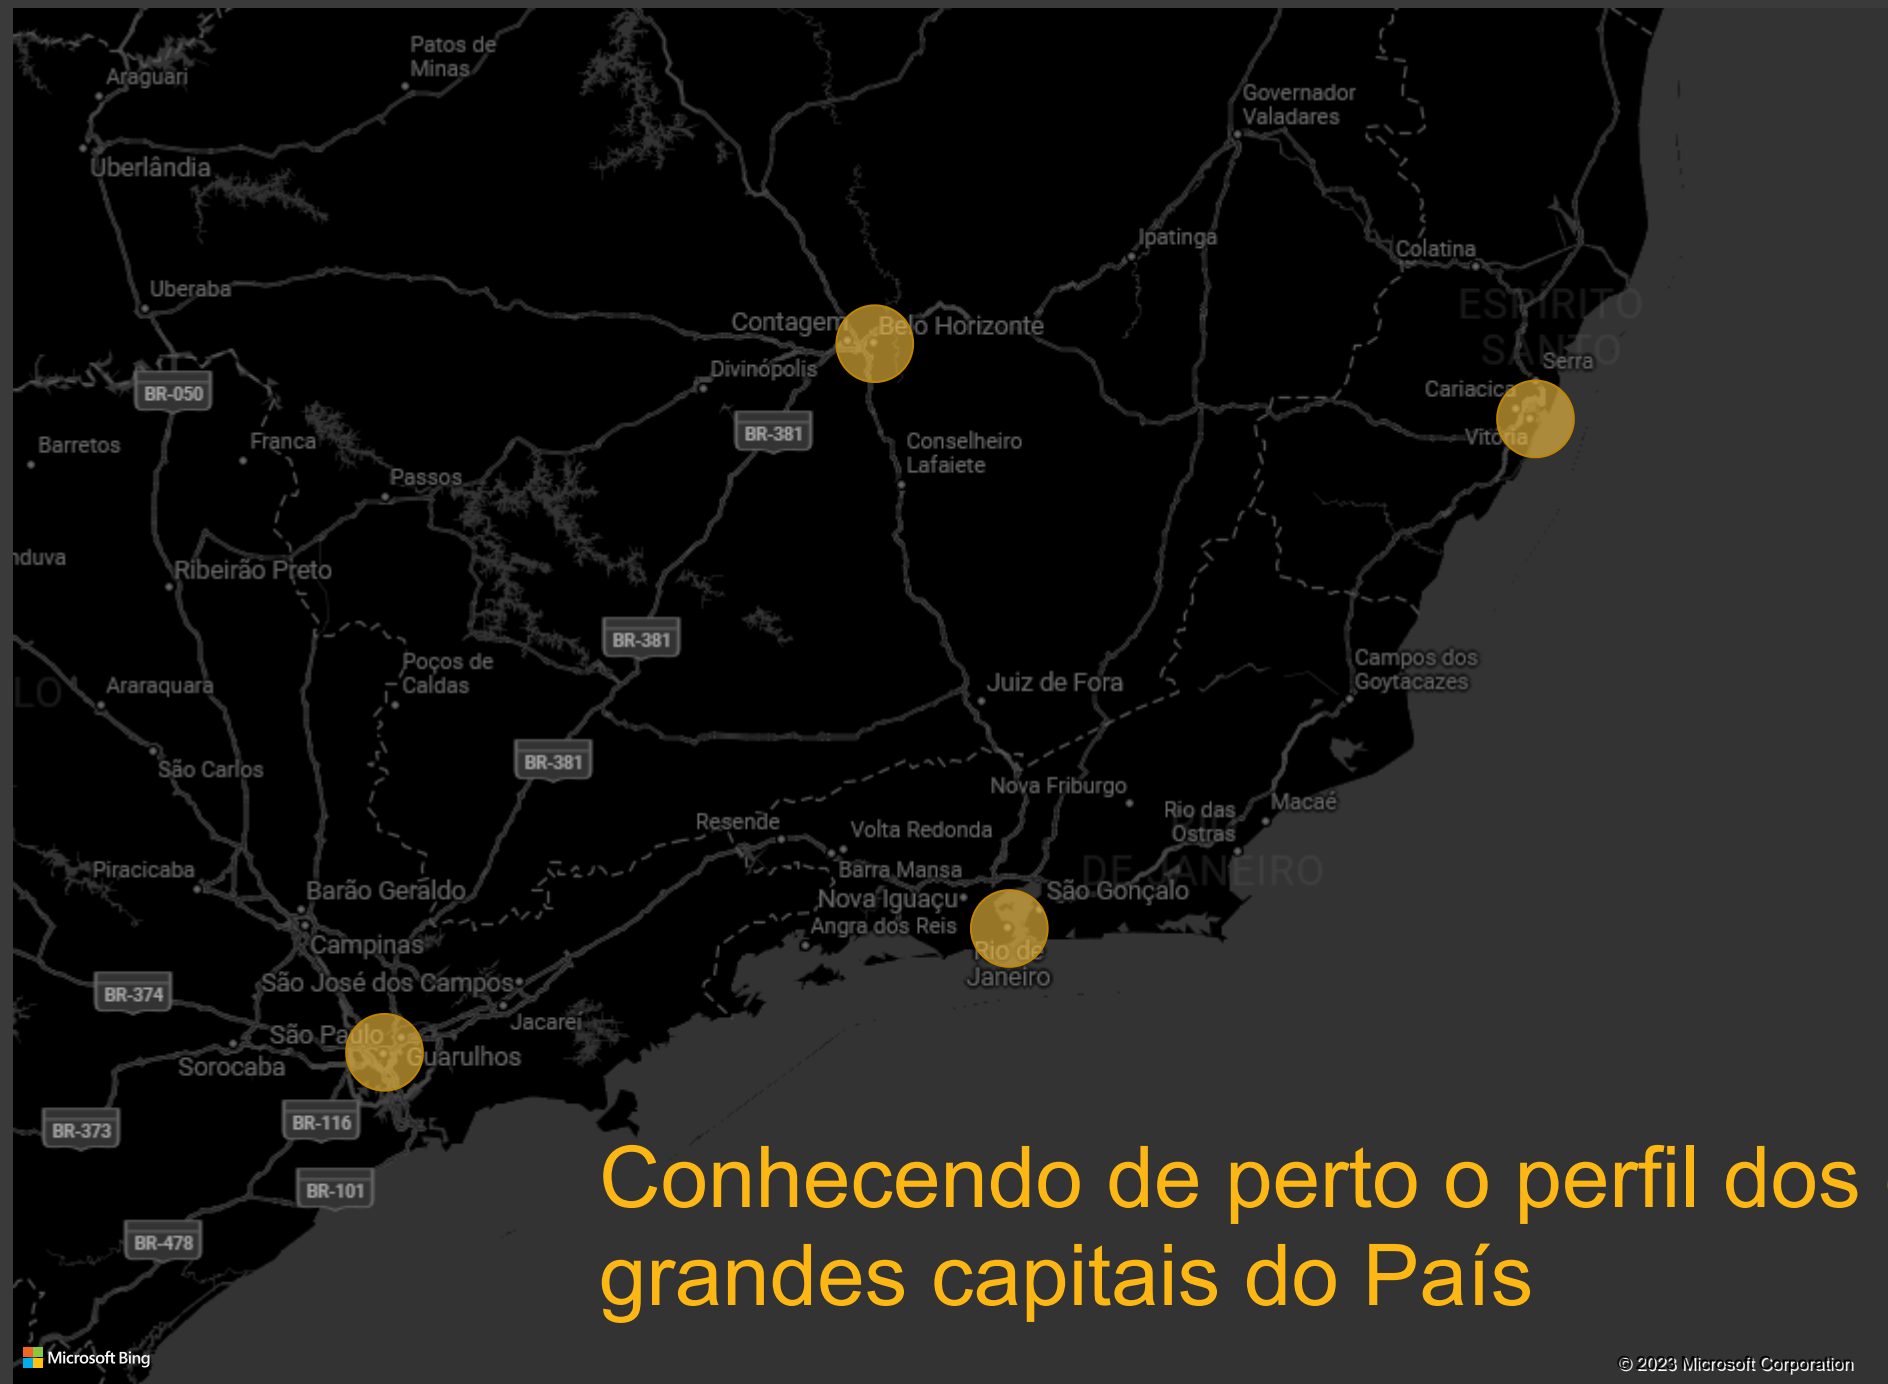 Patos de
Minas
Araguari
Governador
Valadares
Uberlândia
Ipatinga
Colatina
Uberaba
ESPÍRITO
SANTO
Contagem
Belo Horizonte
Serra
Divinópolis
Cariacica
BR-050
BR-381
Vitória
Barretos
Franca
Conselheiro
Lafaiete
Passos
nduva
Ribeirão Preto
BR-381
Poços de
Caldas
Campos dos
Goytacazes
LO
Araraquara
Juiz de Fora
BR-381
São Carlos
Nova Friburgo
Rio das
Ostras
Macaé
Resende
Volta Redonda
RIO
DE JANEIRO
Piracicaba
Barra Mansa
Barão Geraldo
Nova Iguaçu
São Gonçalo
Angra dos Reis
Campinas
Rio de
Janeiro
BR-374
São José dos Campos
Jacareí
São Paulo
Guarulhos
Sorocaba
BR-373
BR-116
BR-101
BR-478
Conhecendo de perto o perfil dos
grandes capitais do País
Microsoft Bing
© 2023 Microsoft Corporation